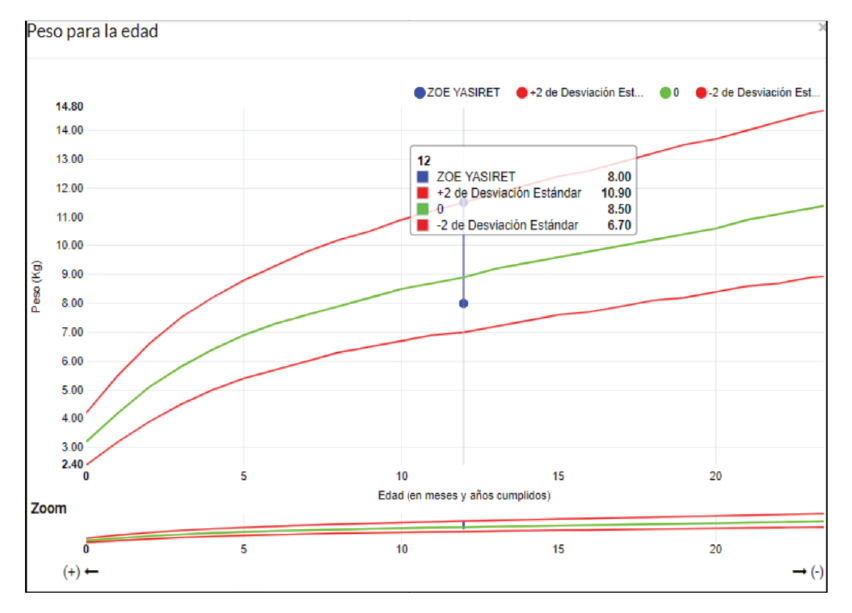 Peso para la edad
×
ZOE YASIRET +2 de Desviación Est... 0 -2 de Desviación Est...
14.80
14.00
13.00
12.00
11.00
10.00
9.00
8.00
7.00
6.00
5.00
4.00
3.00
2.40
Peso (Kg)
12
ZOE YASIRET 8.00
+2 de Desviación Estándar 10.90
0 8.50
-2 de Desviación Estándar 6.70
0 5 10 15 20
Edad (en meses y años cumplidos)
Zoom
0 5 10 15 20
(+) ← → (-)